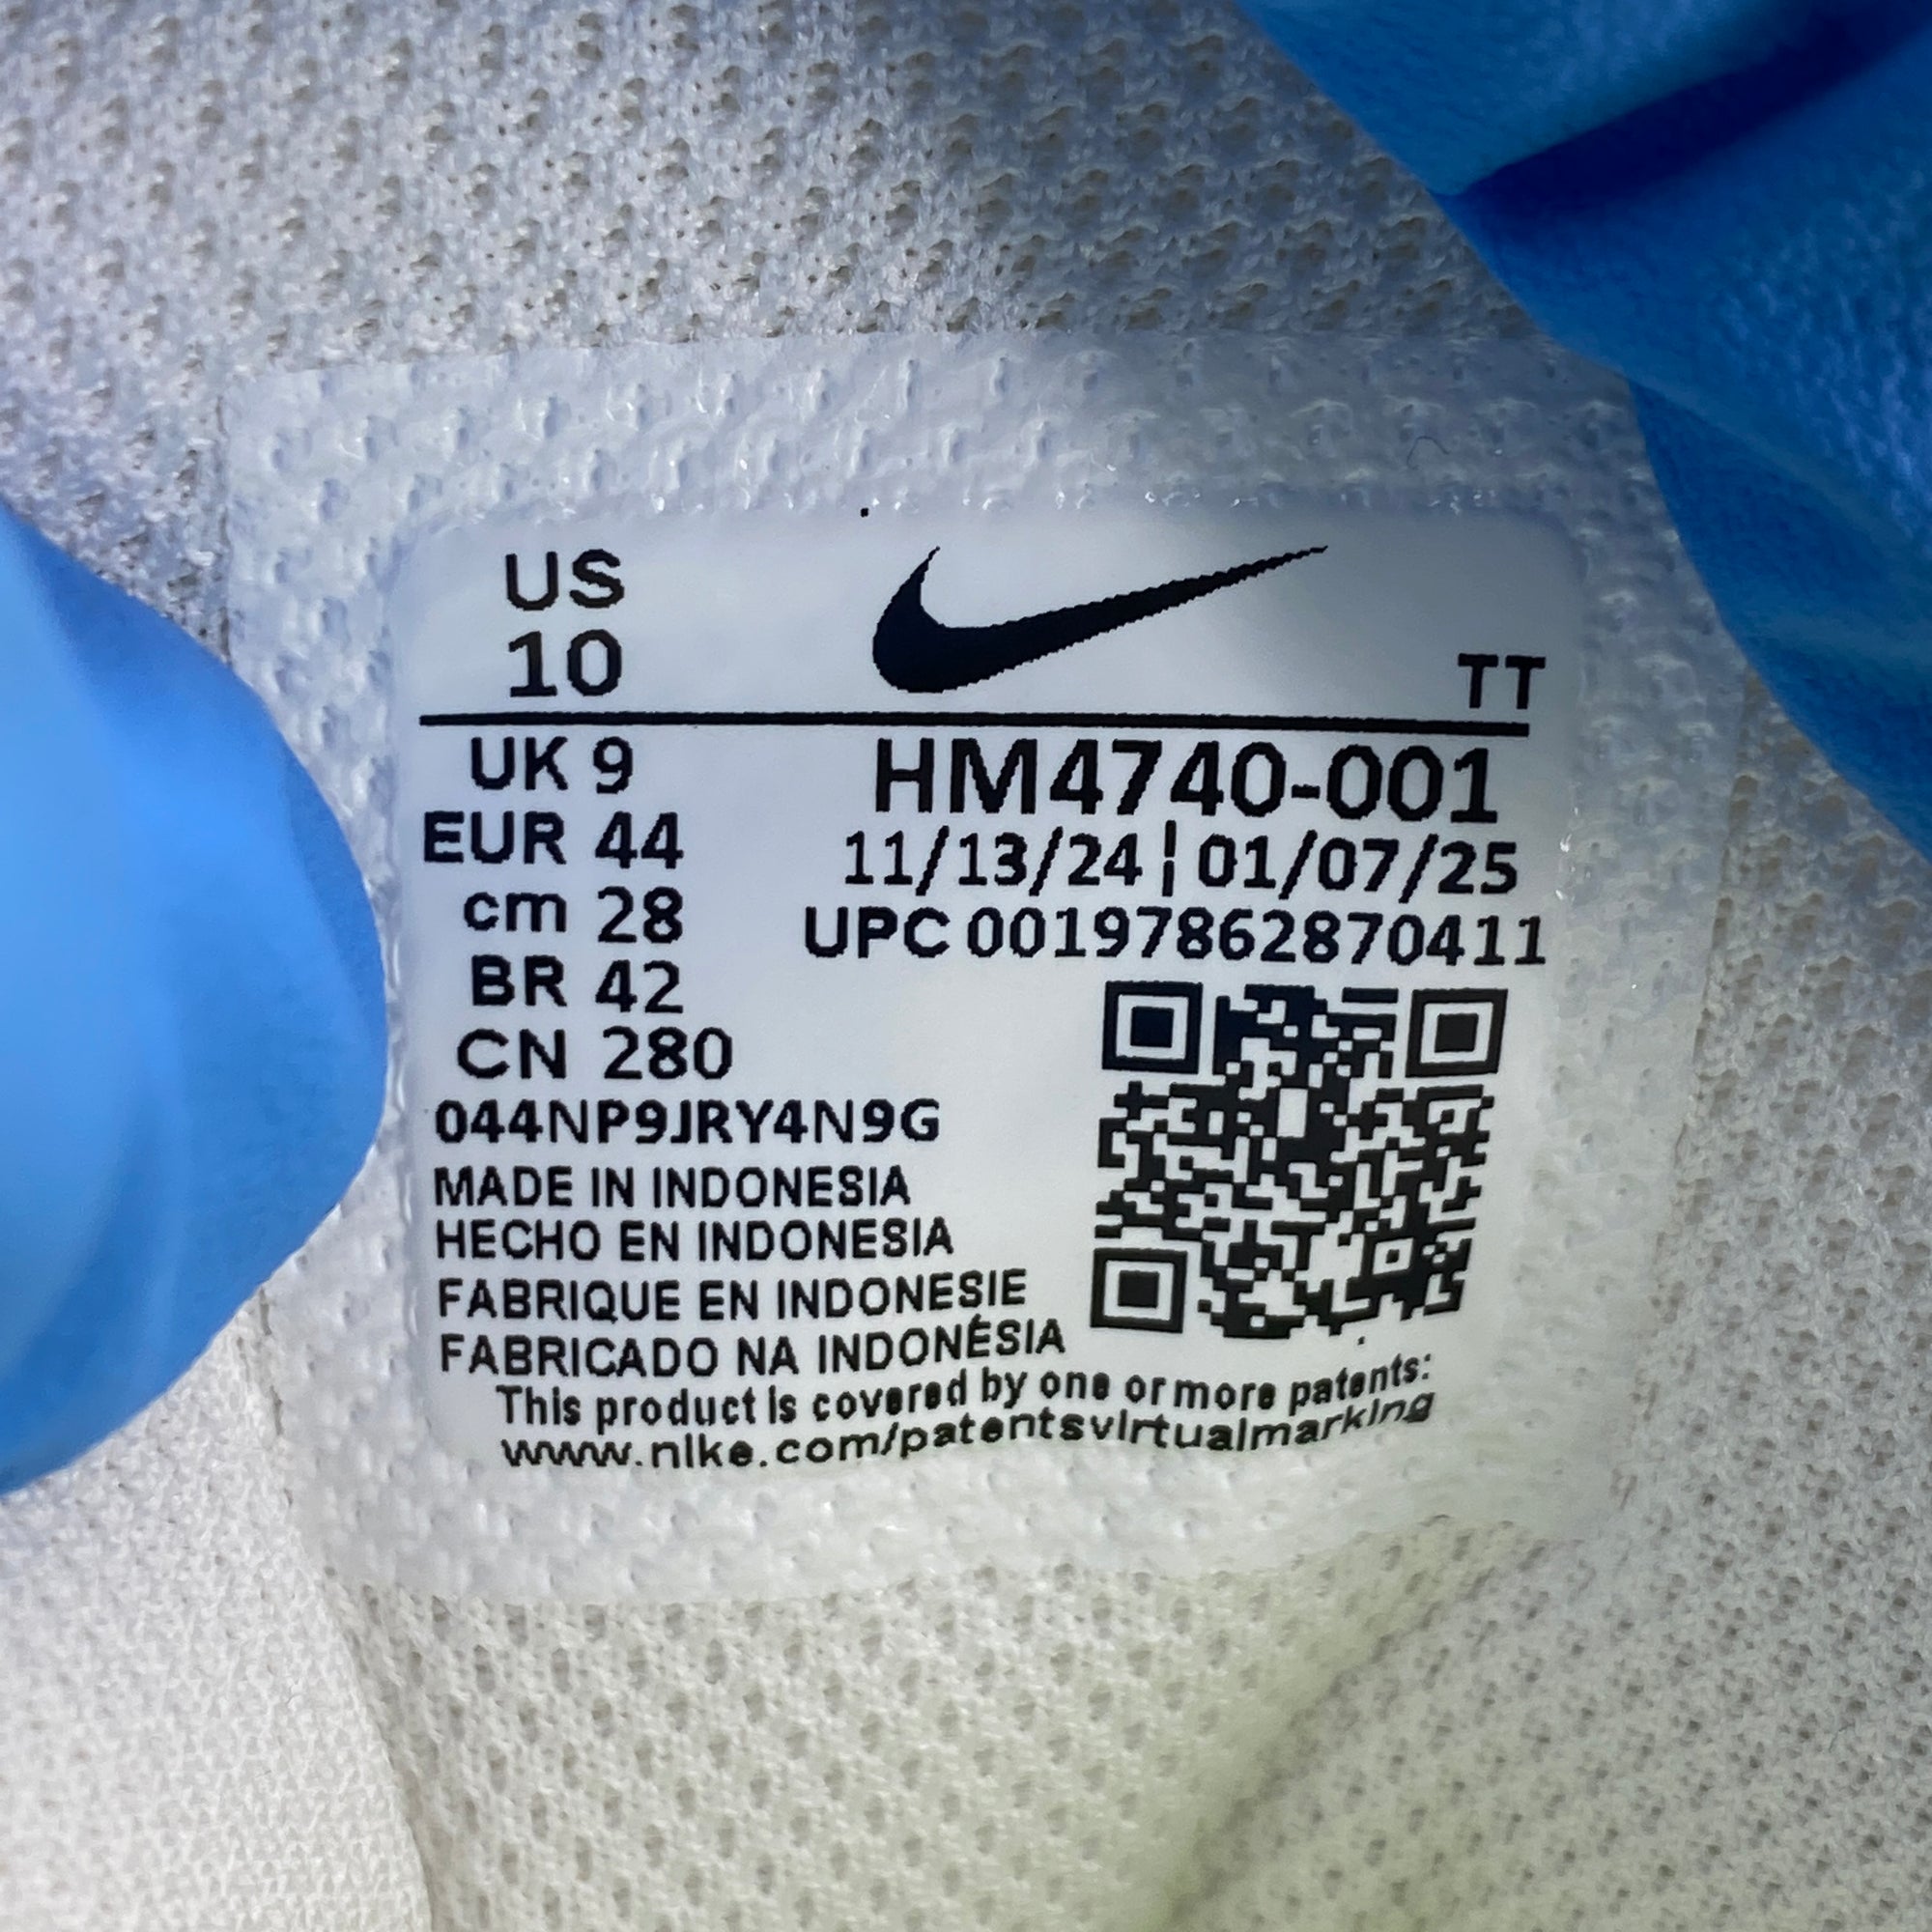 US
10
TT
UK 9
EUR 44
cm 28
BR 42
CN 280
HM4740-001
11/13/24¦01/07/25
UPC 00197862870411
044NP9JRY4N9G
MADE IN INDONESIA
HECHO EN INDONESIA
FABRIQUE EN INDONESIE
FABRICADO NA INDONÉSIA
This product is covered by one or more patents:
www.nike.com/patentsvirtualmarking